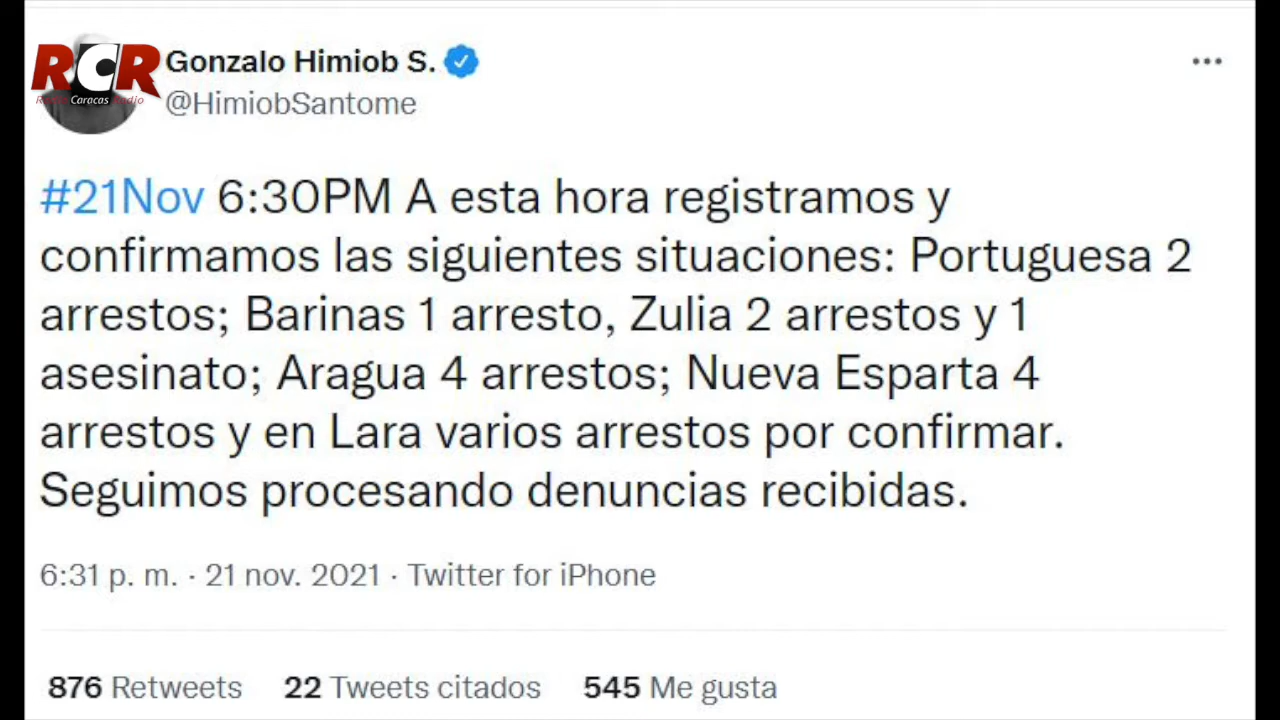 RCR
Radio Caracas Radio
Gonzalo Himiob S.
@HimiobSantome
#21Nov 6:30PM A esta hora registramos y
confirmamos las siguientes situaciones: Portuguesa 2
arrestos; Barinas 1 arresto, Zulia 2 arrestos y 1
asesinato; Aragua 4 arrestos; Nueva Esparta 4
arrestos y en Lara varios arrestos por confirmar.
Seguimos procesando denuncias recibidas.
6:31 p. m. · 21 nov. 2021 · Twitter for iPhone
876 Retweets 22 Tweets citados 545 Me gusta